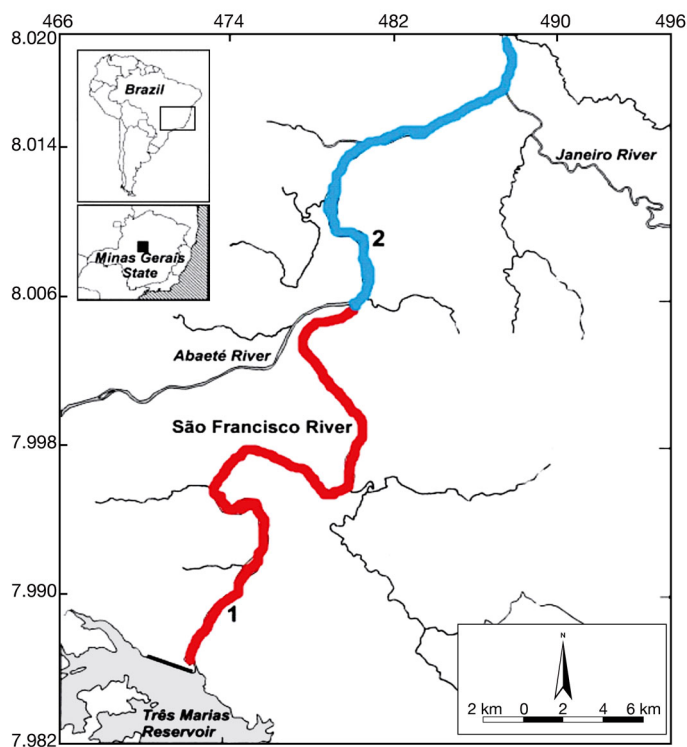 466 474 482 490 496
8.020
Brazil
8.014
Janeiro River
2
Minas Gerais
State
8.006
Abaeté River
São Francisco River
7.998
7.990
1
N
Três Marias
Reservoir
2 km 0 2 4 6 km
7.982